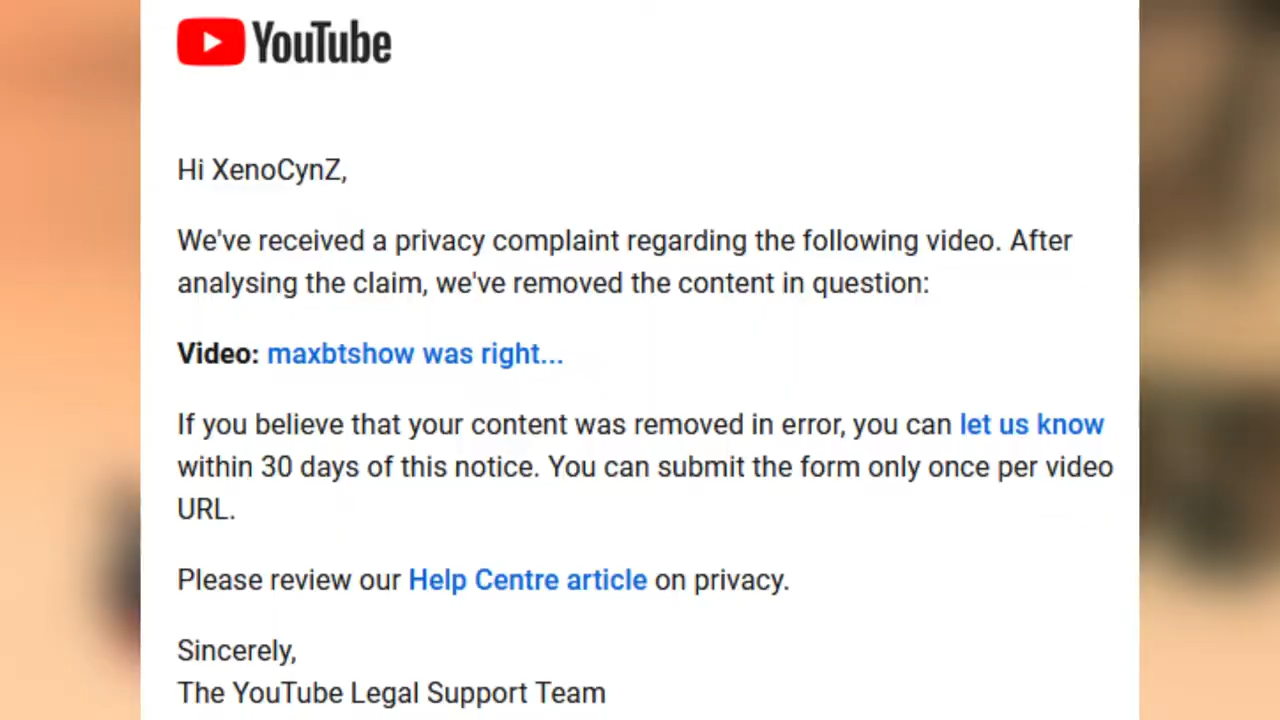 YouTube
Hi XenoCynZ,
We've received a privacy complaint regarding the following video. After
analysing the claim, we've removed the content in question:
Video: maxbtshow was right...
If you believe that your content was removed in error, you can let us know
within 30 days of this notice. You can submit the form only once per video
URL.
Please review our Help Centre article on privacy.
Sincerely,
The YouTube Legal Support Team